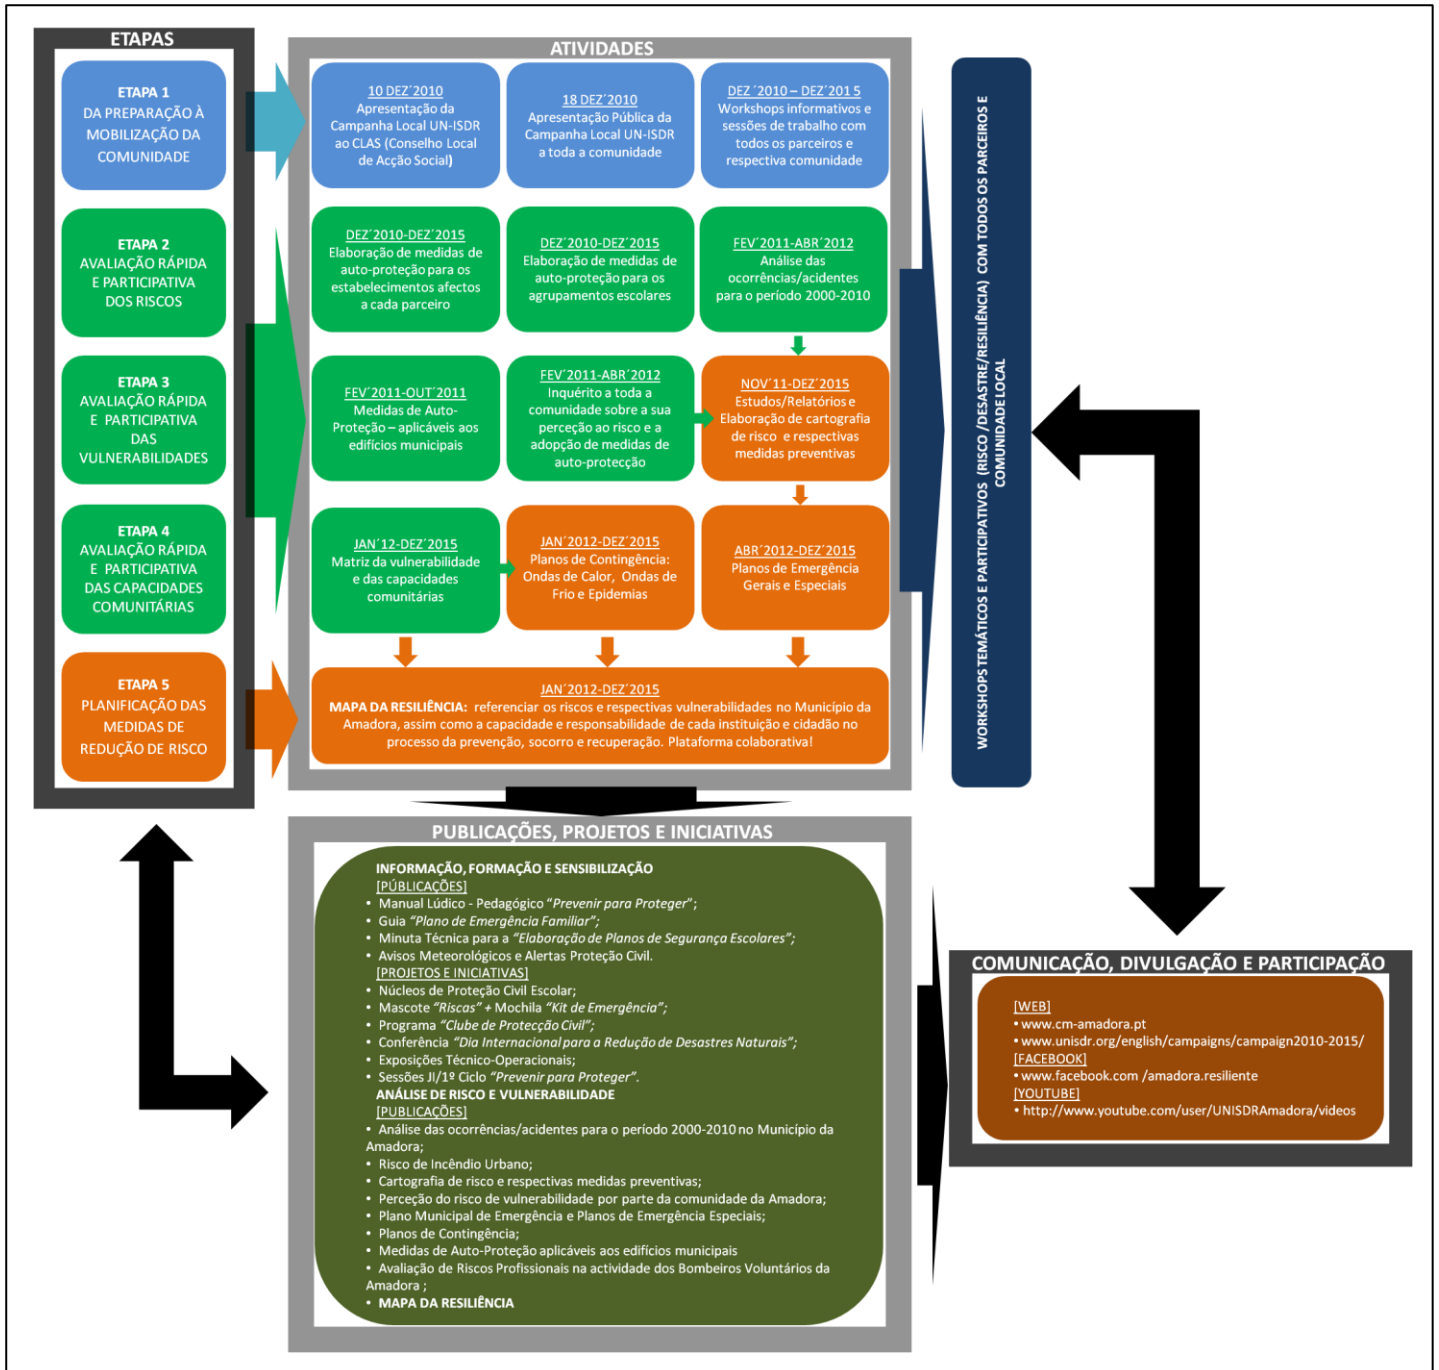 ETAPAS
ETAPA 1
DA PREPARAÇÃO À
MOBILIZAÇÃO DA
COMUNIDADE
ETAPA 2
AVALIAÇÃO RÁPIDA
E PARTICIPATIVA
DOS RISCOS
ETAPA 3
AVALIAÇÃO RÁPIDA
E PARTICIPATIVA
DAS
VULNERABILIDADES
ETAPA 4
AVALIAÇÃO RÁPIDA
E PARTICIPATIVA
DAS CAPACIDADES
COMUNITÁRIAS
ETAPA 5
PLANIFICAÇÃO DAS
MEDIDAS DE
REDUÇÃO DE RISCO
ATIVIDADES
10 DEZ´2010
Apresentação da
Campanha Local UN-ISDR
ao CLAS (Conselho Local
de Acção Social)
18 DEZ´2010
Apresentação Pública da
Campanha Local UN-ISDR
a toda a comunidade
DEZ ´2010 – DEZ´201 5
Workshops informativos e
sessões de trabalho com
todos os parceiros e
respectiva comunidade
DEZ´2010-DEZ´2015
Elaboração de medidas de
auto-proteção para os
estabelecimentos afectos
a cada parceiro
DEZ´2010-DEZ´2015
Elaboração de medidas de
auto-proteção para os
agrupamentos escolares
FEV´2011-ABR´2012
Análise das
ocorrências/acidentes
para o período 2000-2010
FEV´2011-OUT´2011
Medidas de Auto-
Proteção – aplicáveis aos
edifícios municipais
FEV´2011-ABR´2012
Inquérito a toda a
comunidade sobre a sua
perceção ao risco e a
adopção de medidas de
auto-protecção
NOV´11-DEZ´2015
Estudos/Relatórios e
Elaboração de cartografia
de risco e respectivas
medidas preventivas
JAN´12-DEZ´2015
Matriz da vulnerabilidade
e das capacidades
comunitárias
JAN´2012-DEZ´2015
Planos de Contingência:
Ondas de Calor, Ondas de
Frio e Epidemias
ABR´2012-DEZ´2015
Planos de Emergência
Gerais e Especiais
JAN´2012-DEZ´2015
MAPA DA RESILIÊNCIA: referenciar os riscos e respectivas vulnerabilidades no Município da
Amadora, assim como a capacidade e responsabilidade de cada instituição e cidadão no
processo da prevenção, socorro e recuperação. Plataforma colaborativa!
WORKSHOPS TEMÁTICOS E PARTICIPATIVOS (RISCO /DESASTRE/RESILIÊNCIA) COM TODOS OS PARCEIROS E
COMUNIDADE LOCAL
PUBLICAÇÕES, PROJETOS E INICIATIVAS
INFORMAÇÃO, FORMAÇÃO E SENSIBILIZAÇÃO
[PÚBLICAÇÕES]
• Manual Lúdico - Pedagógico “Prevenir para Proteger”;
• Guia “Plano de Emergência Familiar”;
• Minuta Técnica para a “Elaboração de Planos de Segurança Escolares”;
• Avisos Meteorológicos e Alertas Proteção Civil.
[PROJETOS E INICIATIVAS]
• Núcleos de Proteção Civil Escolar;
• Mascote “Riscas” + Mochila “Kit de Emergência”;
• Programa “Clube de Protecção Civil”;
• Conferência “Dia Internacional para a Redução de Desastres Naturais”;
• Exposições Técnico-Operacionais;
• Sessões JI/1º Ciclo “Prevenir para Proteger”.
ANÁLISE DE RISCO E VULNERABILIDADE
[PUBLICAÇÕES]
• Análise das ocorrências/acidentes para o período 2000-2010 no Município da
Amadora;
• Risco de Incêndio Urbano;
• Cartografia de risco e respectivas medidas preventivas;
• Perceção do risco de vulnerabilidade por parte da comunidade da Amadora;
• Plano Municipal de Emergência e Planos de Emergência Especiais;
• Planos de Contingência;
• Medidas de Auto-Proteção aplicáveis aos edifícios municipais
• Avaliação de Riscos Profissionais na actividade dos Bombeiros Voluntários da
Amadora ;
• MAPA DA RESILIÊNCIA
COMUNICAÇÃO, DIVULGAÇÃO E PARTICIPAÇÃO
[WEB]
• www.cm-amadora.pt
• www.unisdr.org/english/campaigns/campaign2010-2015/
[FACEBOOK]
• www.facebook.com /amadora.resiliente
[YOUTUBE]
• http://www.youtube.com/user/UNISDRAmadora/videos